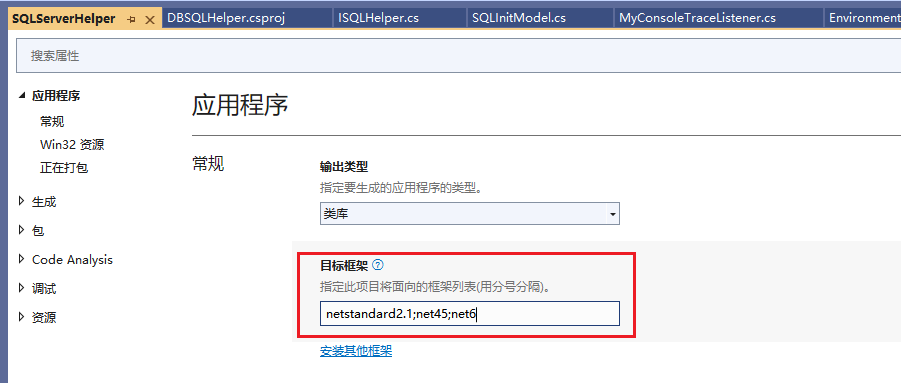 SQLServerHelper DBSQLHelper.csproj ISQLHelper.cs SQLInitModel.cs MyConsoleTraceListener.cs Environment
搜索属性
应用程序
常规
Win32 资源
正在打包
生成
包
Code Analysis
调试
资源
应用程序
常规
输出类型
指定要生成的应用程序的类型。
类库
目标框架
指定此项目将面向的框架列表(用分号分隔)。
netstandard2.1;net45;net6
安装其他框架